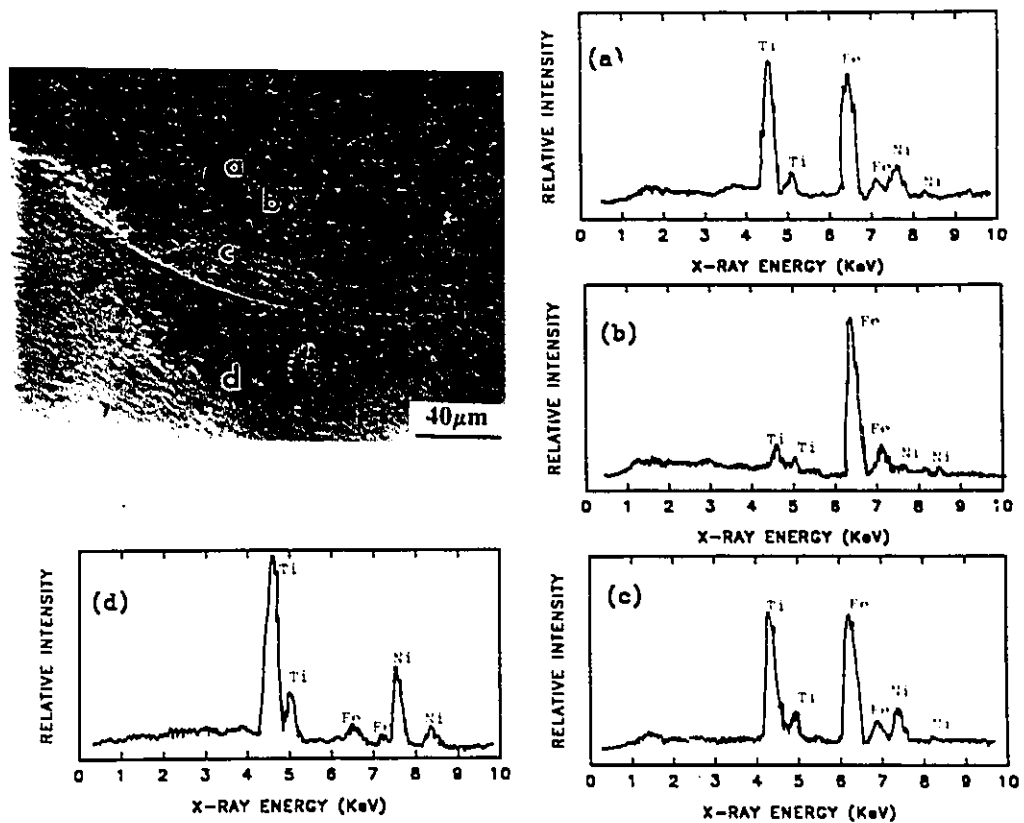 a
b
c
d
40μm
(a)
Ti
Fe
Ti
Fe
Ni
Ni
RELATIVE INTENSITY
0 1 2 3 4 5 6 7 8 9 10
X-RAY ENERGY (KeV)
(b)
Fe
Ti
Ti
Fe
Ni
Ni
RELATIVE INTENSITY
0 1 2 3 4 5 6 7 8 9 10
X-RAY ENERGY (KeV)
(d)
Ti
Ti
Fe
Fe
Ni
Ni
RELATIVE INTENSITY
0 1 2 3 4 5 6 7 8 9 10
X-RAY ENERGY (KeV)
(c)
Ti
Fe
Ti
Fe
Ni
Ni
RELATIVE INTENSITY
0 1 2 3 4 5 6 7 8 9 10
X-RAY ENERGY (KeV)